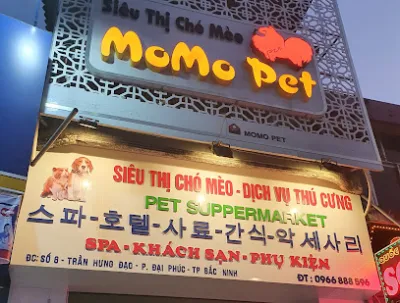 Siêu Thị Chó Mèo
MoMo Pet
MOMO PET
SIÊU THỊ CHÓ MÈO - DỊCH VỤ THÚ CƯNG
PET SUPPERMARKET
스파-호텔-사료-간식-악세사리
SPA - KHÁCH SẠN - PHỤ KIỆN
ĐC: SỐ 8 - TRẦN HƯNG ĐẠO - P. ĐẠI PHÚC - TP BẮC NINH
ĐT : 0966 888 596